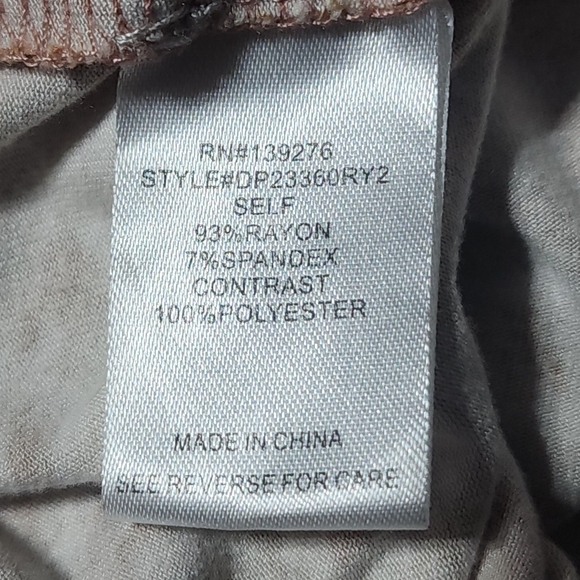 RN#139276
STYLE#DP23360RY2
SELF
93%RAYON
7%SPANDEX
CONTRAST
100%POLYESTER
MADE IN CHINA
SEE REVERSE FOR CARE